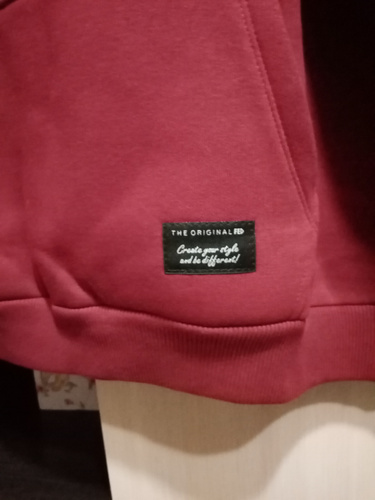 THE ORIGINAL
Create your style
and be different!